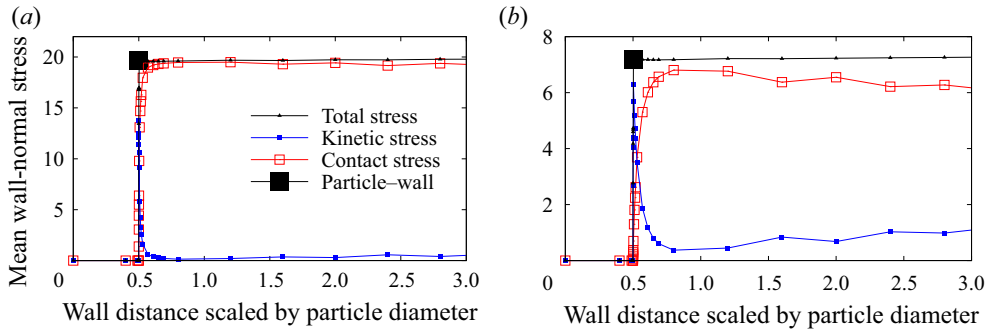 (a)
(b)
20
15
10
5
0
0.5
1.0
1.5
2.0
2.5
3.0
Mean wall-normal stress
Wall distance scaled by particle diameter
Total stress
Kinetic stress
Contact stress
Particle–wall
8
6
4
2
0
0.5
1.0
1.5
2.0
2.5
3.0
Wall distance scaled by particle diameter